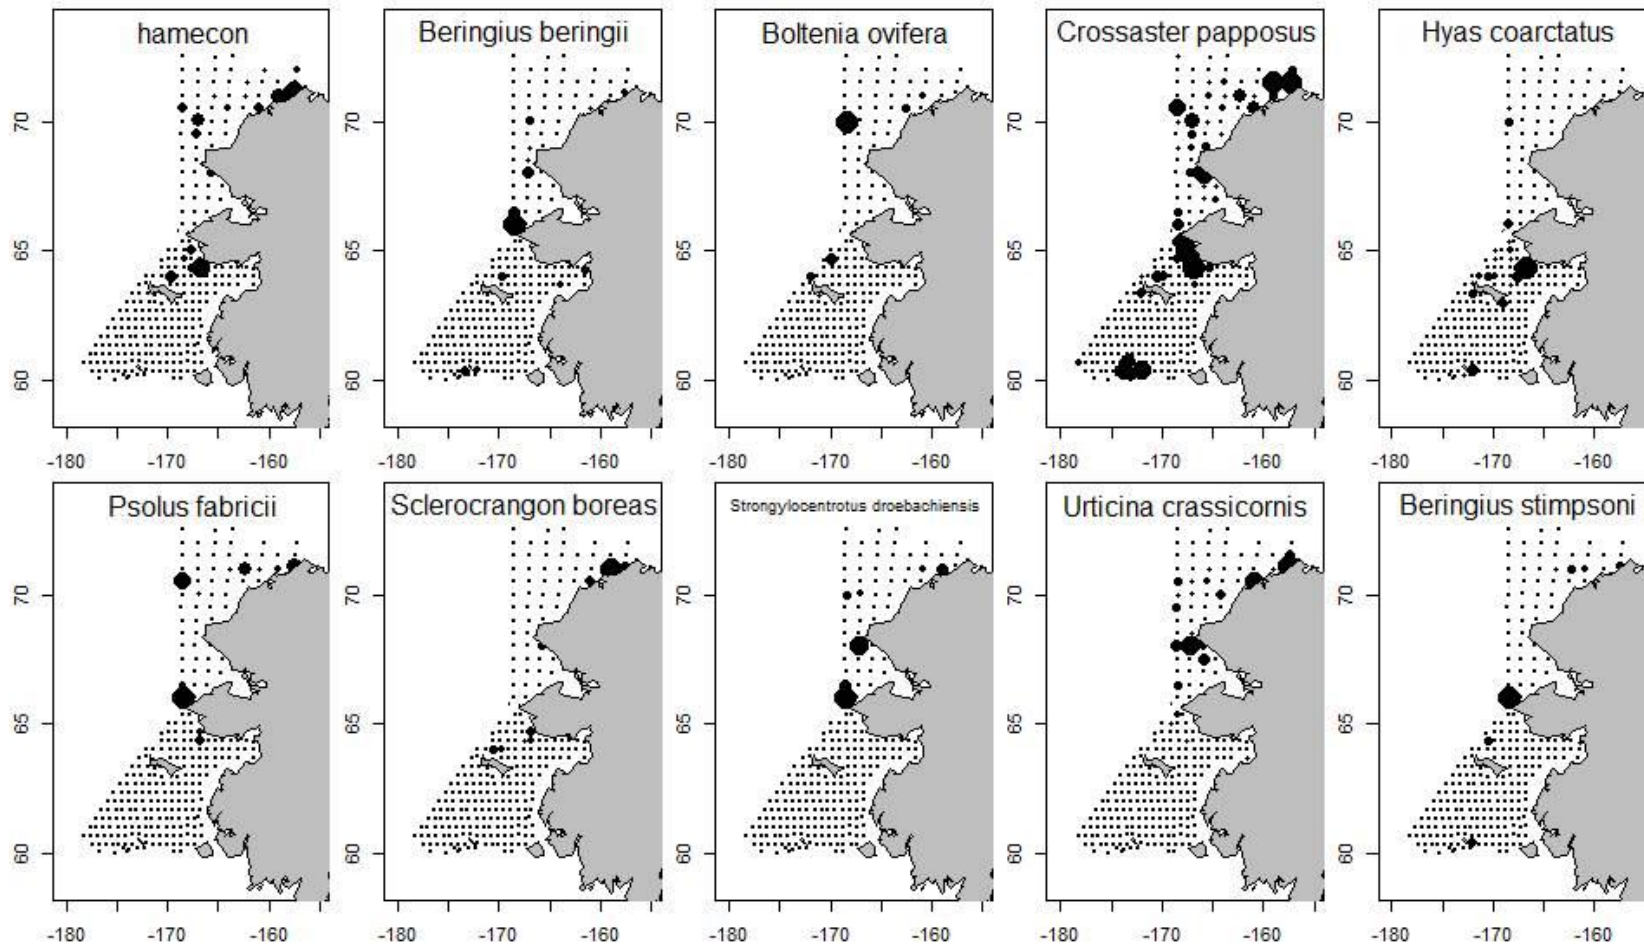 hamecon
Beringius beringii
Boltenia ovifera
Crossaster papposus
Hyas coarctatus
70
65
60
70
65
60
70
65
60
70
65
60
70
65
60
-180 -170 -160
-180 -170 -160
-180 -170 -160
-180 -170 -160
-180 -170 -160
Psolus fabricii
Sclerocrangon boreas
Strongylocentrotus droebachiensis
Urticina crassicornis
Beringius stimpsoni
70
65
60
70
65
60
70
65
60
70
65
60
70
65
60
-180 -170 -160
-180 -170 -160
-180 -170 -160
-180 -170 -160
-180 -170 -160